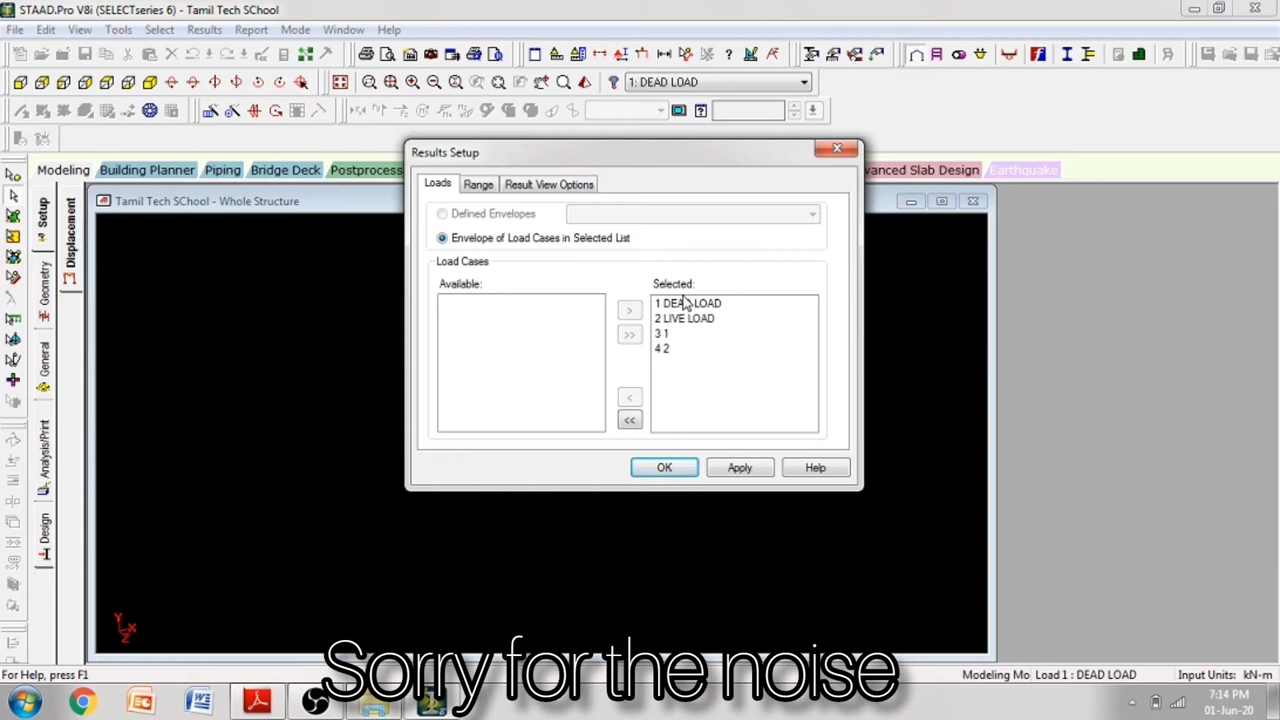 STAAD.Pro V8i (SELECTseries 6) - Tamil Tech SChool
File Edit View Tools Select Results Report Mode Window Help
1: DEAD LOAD
Modeling Building Planner Piping Bridge Deck Postprocess
vanced Slab Design Earthquake
Results Setup
Loads Range Result View Options
Defined Envelopes
Envelope of Load Cases in Selected List
Load Cases
Available: Selected:
1 DEAD LOAD
2 LIVE LOAD
3 1
4 2
>
>>
<
<<
OK Apply Help
Tamil Tech SChool - Whole Structure
Setup
Geometry
General
Analysis/Print
Design
Displacement
Y
X
Z
Sorry for the noise
For Help, press F1
Modeling Mo Load 1 : DEAD LOAD Input Units: kN-m
7:14 PM
01-Jun-20